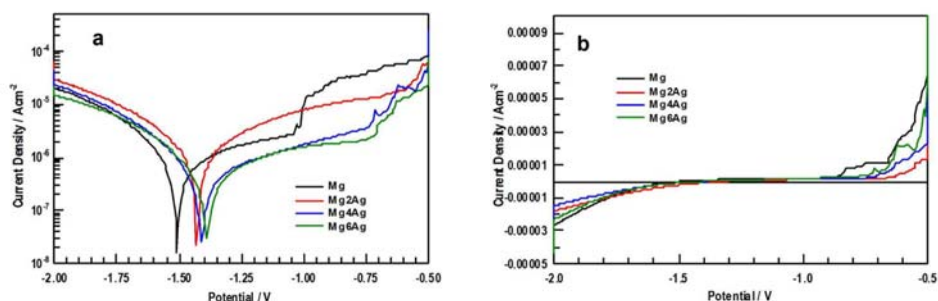 a
Current Density / Acm-2
10-4
10-5
10-6
10-7
10-8
Mg
Mg2Ag
Mg4Ag
Mg6Ag
-2.00 -1.75 -1.50 -1.25 -1.00 -0.75 -0.50
Potential / V
b
Current Density / Acm-2
0.00009
0.00007
0.00005
0.00003
0.00001
-0.00001
-0.00003
-0.00005
Mg
Mg2Ag
Mg4Ag
Mg6Ag
-2.0 -1.5 -1.0 -0.5
Potential / V